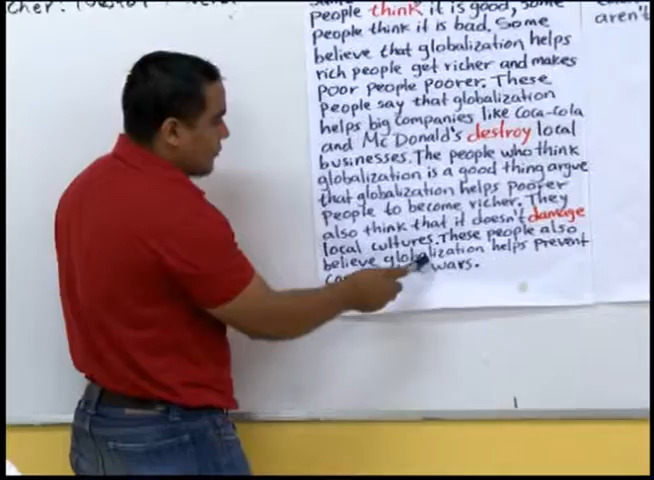 people think it is good, some
people think it is bad. Some
believe that globalization helps
rich people get richer and makes
poor people poorer. These
people say that globalization
helps big companies like Coca-Cola
and McDonald's destroy local
businesses. The people who think
globalization is a good thing argue
that globalization helps poorer
people to become richer. They
also think that it doesn't damage
local cultures. These people also
believe globalization helps prevent
wars.
aren't